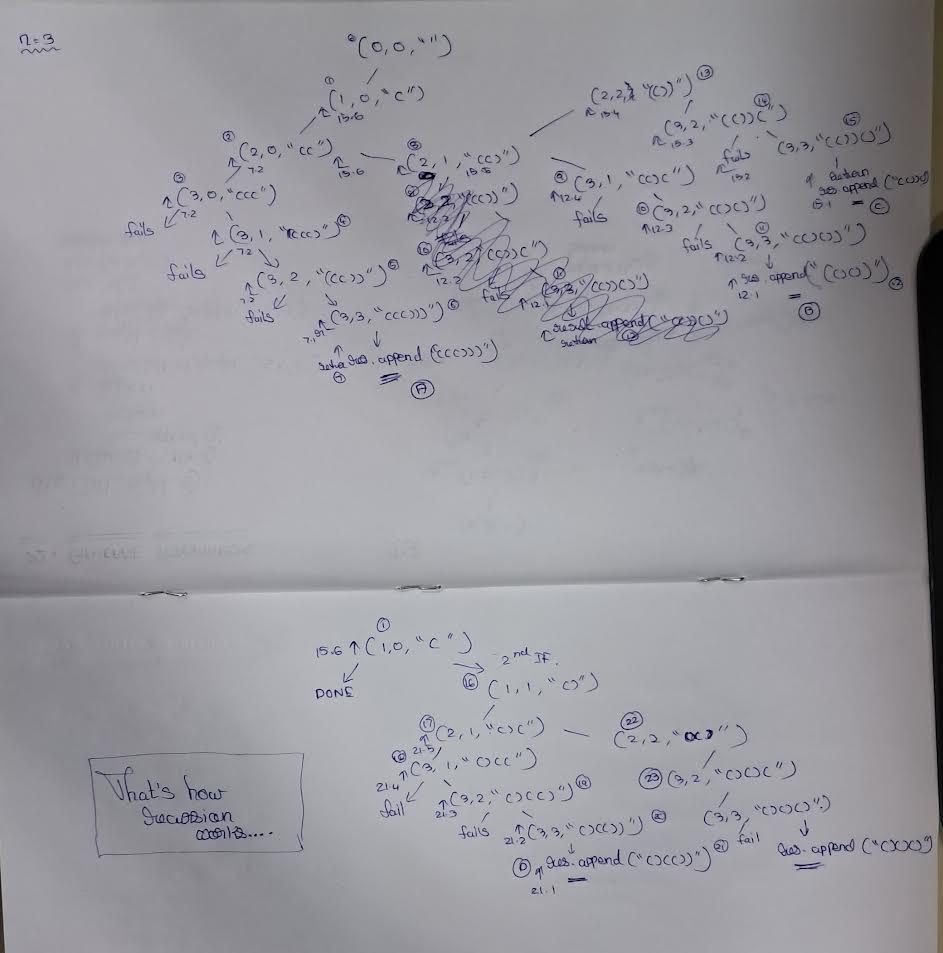 n=3
(0,0,"")
① (1,0,"(")
15.6
② (2,0,"((")
7.2
15.6
③ (3,0,"(((")
7.2
fails
(3,1,"((()") ④
7.2
fails
(3,2,"((())") ⑤
7.2
fails
(3,3,"((()))") ⑥
res.append("((()))")
⑦
Ⓐ
⑧ (2,1,"(()")
15.5
⑨ (3,1,"(()(")
12.4
fails
⑩ (3,2,"(()()")
12.3
fails
⑪ (3,3,"(()())")
12.2
res.append("(()())") ⑫
12.1
Ⓑ
(2,2,"(())") ⑬
15.4
⑭ (3,2,"(())(")
15.3
fails
15.2
⑮ (3,3,"(())()")
return
res.append("(())()")
15.1
Ⓒ
① 15.6 (1,0,"(")
DONE
2nd IF.
⑯ (1,1,"()")
⑰ (2,1,"()(")
21.5
⑱ (3,1,"()((")
21.4
fail
(3,2,"()(()") ⑲
21.3
fails
(3,3,"()(())") ⑳
21.2
Ⓓ res.append("()(())") ㉑
21.1
㉒ (2,2,"()()")
㉓ (3,2,"()()(")
(3,3,"()()()")
fail
res.append("()()()")
That's how
recursion
works....